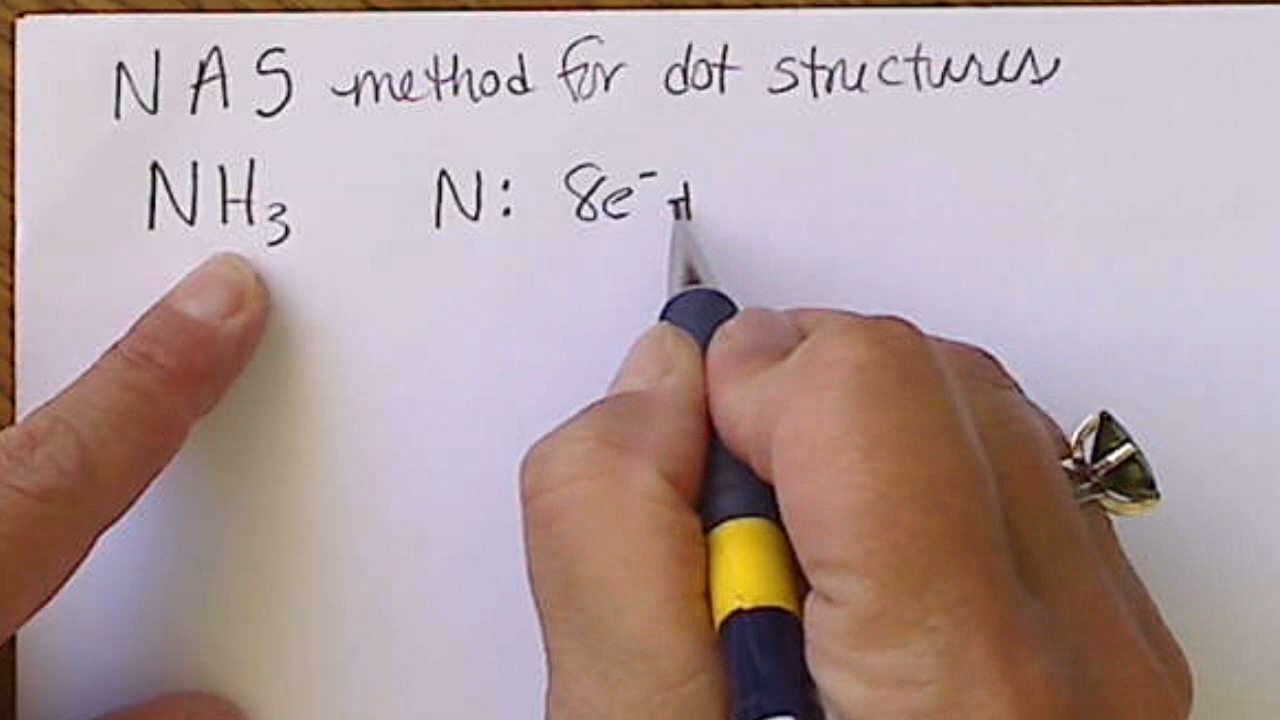 NAS method for dot structures
NH₃ N: 8e⁻